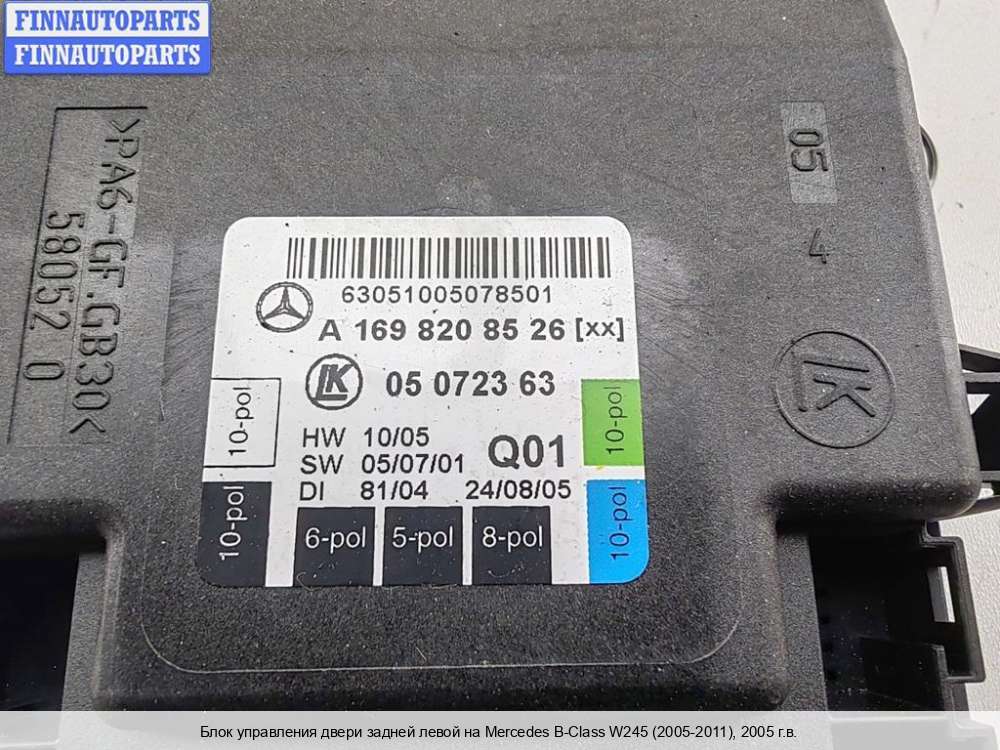 FINNAUTOPARTS
FINNAUTOPARTS
>PA6-GF.GB30<
58052 0
05
4
LK
63051005078501
A 169 820 85 26 [xx]
LK
05 0723 63
10-pol
10-pol
HW 10/05
SW 05/07/01
Q01
DI 81/04 24/08/05
10-pol
6-pol
5-pol
8-pol
10-pol
Блок управления двери задней левой на Mercedes B-Class W245 (2005-2011), 2005 г.в.